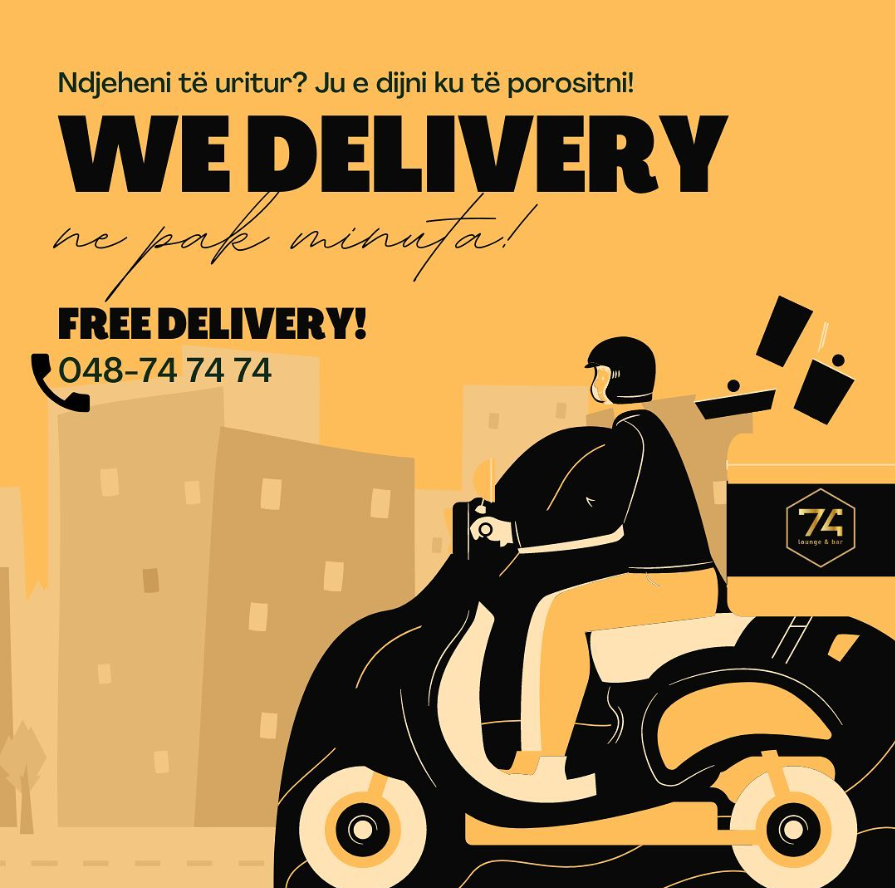 Ndjeheni të uritur? Ju e dijni ku të porositni!
WE DELIVERY
ne pak minuta!
FREE DELIVERY!
048-74 74 74
74
lounge & bar